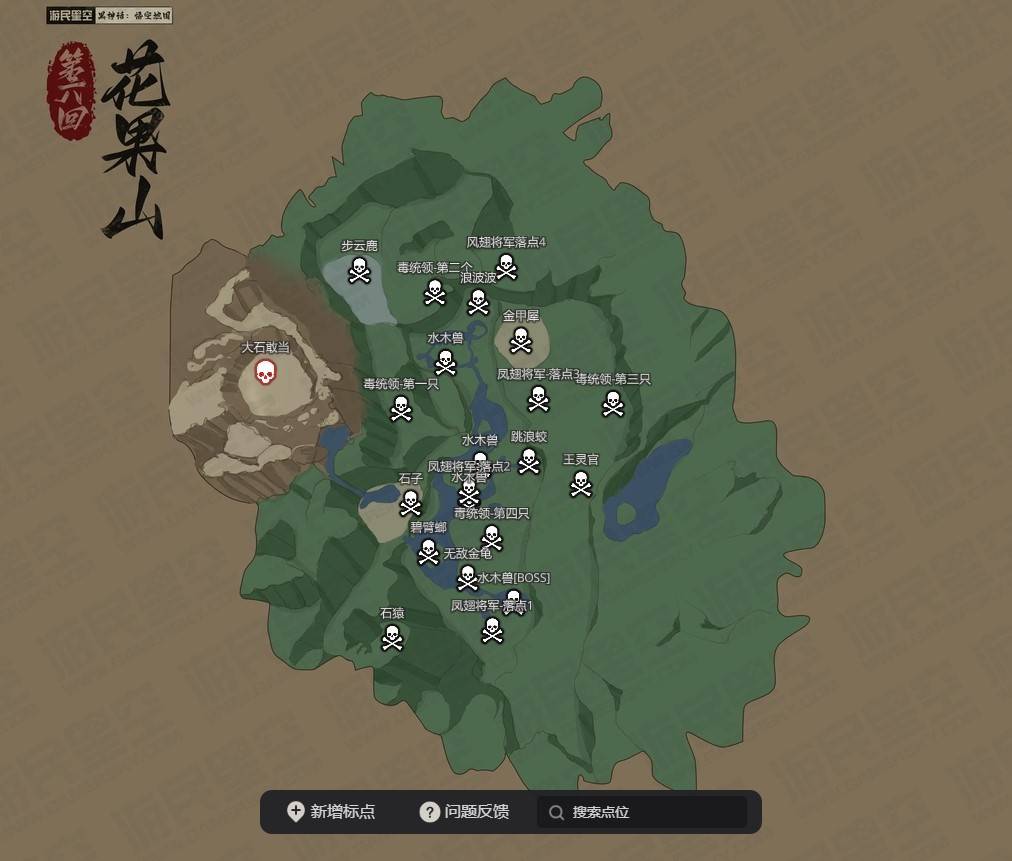 游民星空 黑神话：悟空地图
第六回
花果山
步云鹿
风翅将军落点4
毒统领-第二个
浪波波
金甲犀
水木兽
大石敢当
凤翅将军-落点3
毒统领-第三只
毒统领-第一只
水木兽
跳浪蛟
凤翅将军-落点2
王灵官
石子
水木兽
毒统领-第四只
碧臂螂
无敌金龟
水木兽[BOSS]
凤翅将军-落点1
石猿
新增标点
问题反馈
搜索点位